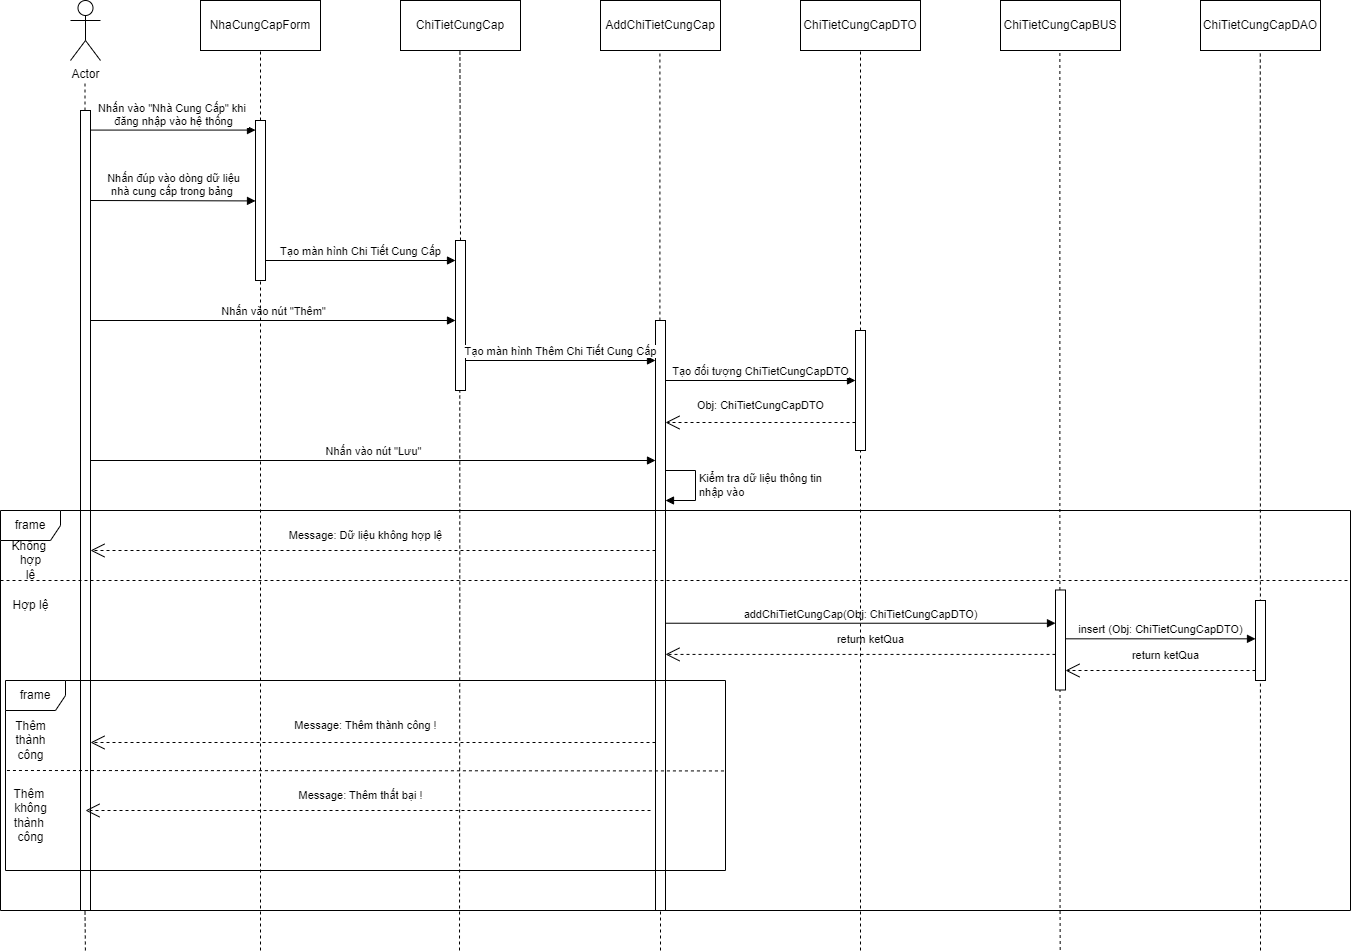 NhaCungCapForm
ChiTietCungCap
AddChiTietCungCap
ChiTietCungCapDTO
ChiTietCungCapBUS
ChiTietCungCapDAO
Actor
Nhấn vào "Nhà Cung Cấp" khi
đăng nhập vào hệ thống
Nhấn đúp vào dòng dữ liệu
nhà cung cấp trong bảng
Tạo màn hình Chi Tiết Cung Cấp
Nhấn vào nút "Thêm"
Tạo màn hình Thêm Chi Tiết Cung Cấp
Tạo đối tượng ChiTietCungCapDTO
Obj: ChiTietCungCapDTO
Nhấn vào nút "Lưu"
Kiểm tra dữ liệu thông tin
nhập vào
frame
Không
hợp
lệ
Message: Dữ liệu không hợp lệ
Hợp lệ
addChiTietCungCap(Obj: ChiTietCungCapDTO)
insert (Obj: ChiTietCungCapDTO)
return ketQua
return ketQua
frame
Thêm
thành
công
Message: Thêm thành công !
Thêm
không
thành
công
Message: Thêm thất bại !